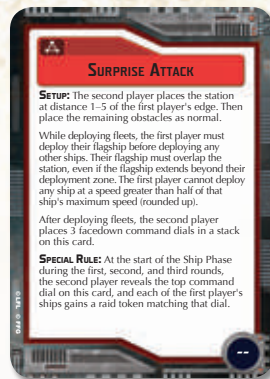 SURPRISE ATTACK
SETUP: The second player places the station
at distance 1–5 of the first player's edge. Then
place the remaining obstacles as normal.
While deploying fleets, the first player must
deploy their flagship before deploying any
other ships. Their flagship must overlap the
station, even if the flagship extends beyond their
deployment zone. The first player cannot deploy
any ship at a speed greater than half of that
ship's maximum speed (rounded up).
After deploying fleets, the second player
places 3 facedown command dials in a stack
on this card.
SPECIAL RULE: At the start of the Ship Phase
during the first, second, and third rounds,
the second player reveals the top command
dial on this card, and each of the first player's
ships gains a raid token matching that dial.
© LFL © FFG
--